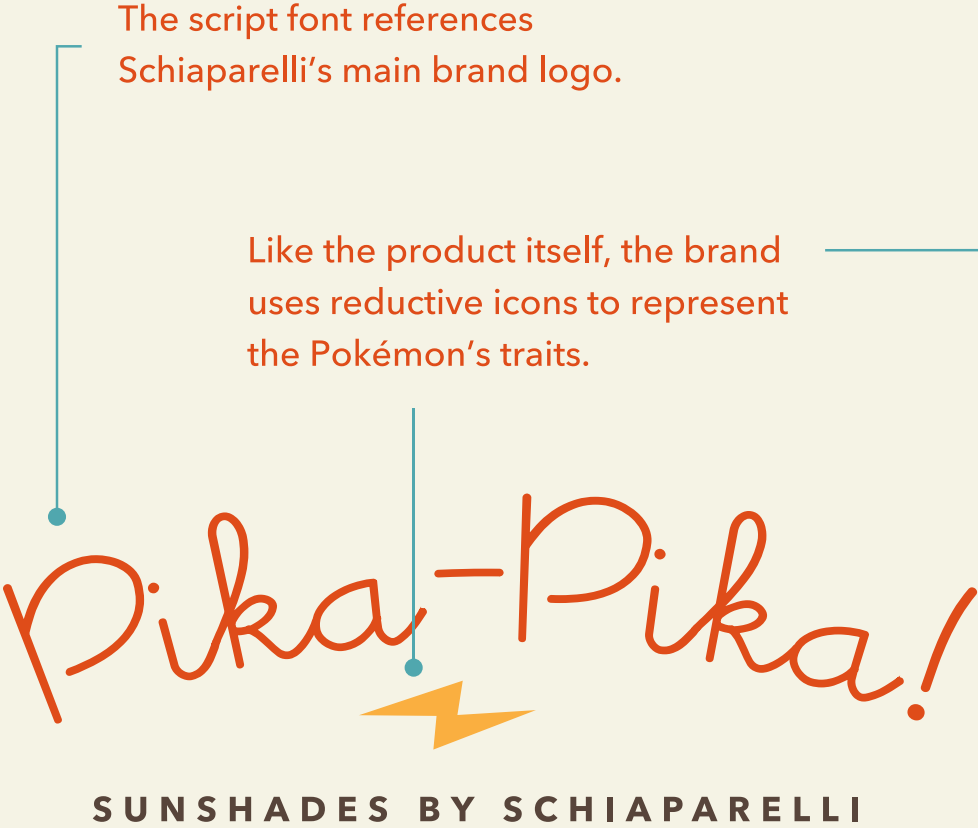 The script font references
Schiaparelli's main brand logo.
Like the product itself, the brand
uses reductive icons to represent
the Pokémon's traits.
Pika-Pika!
SUNSHADES BY SCHIAPARELLI